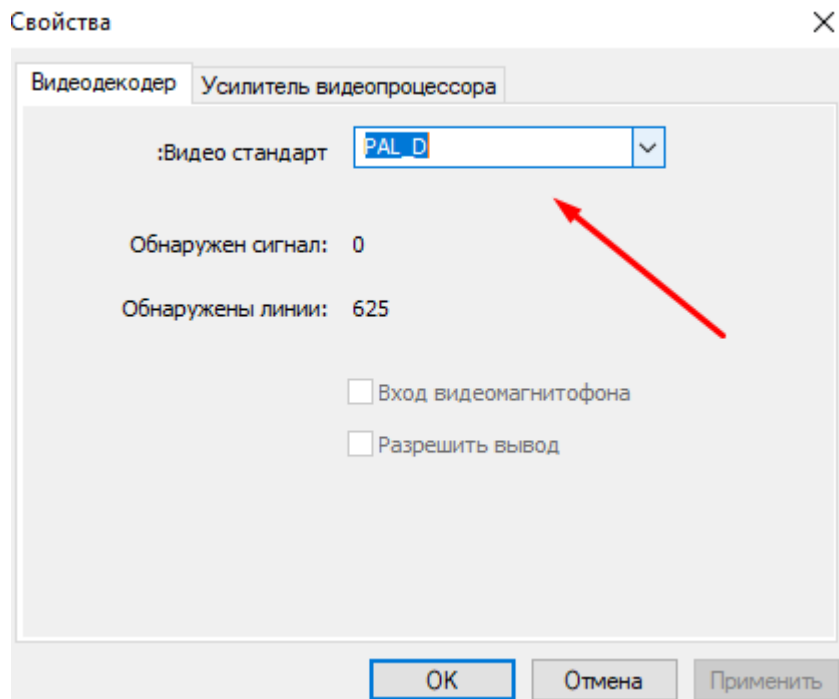 Свойства
Видеодекодер
Усилитель видеопроцессора
:Видео стандарт PAL_D
Обнаружен сигнал: 0
Обнаружены линии: 625
Вход видеомагнитофона
Разрешить вывод
OK Отмена Применить